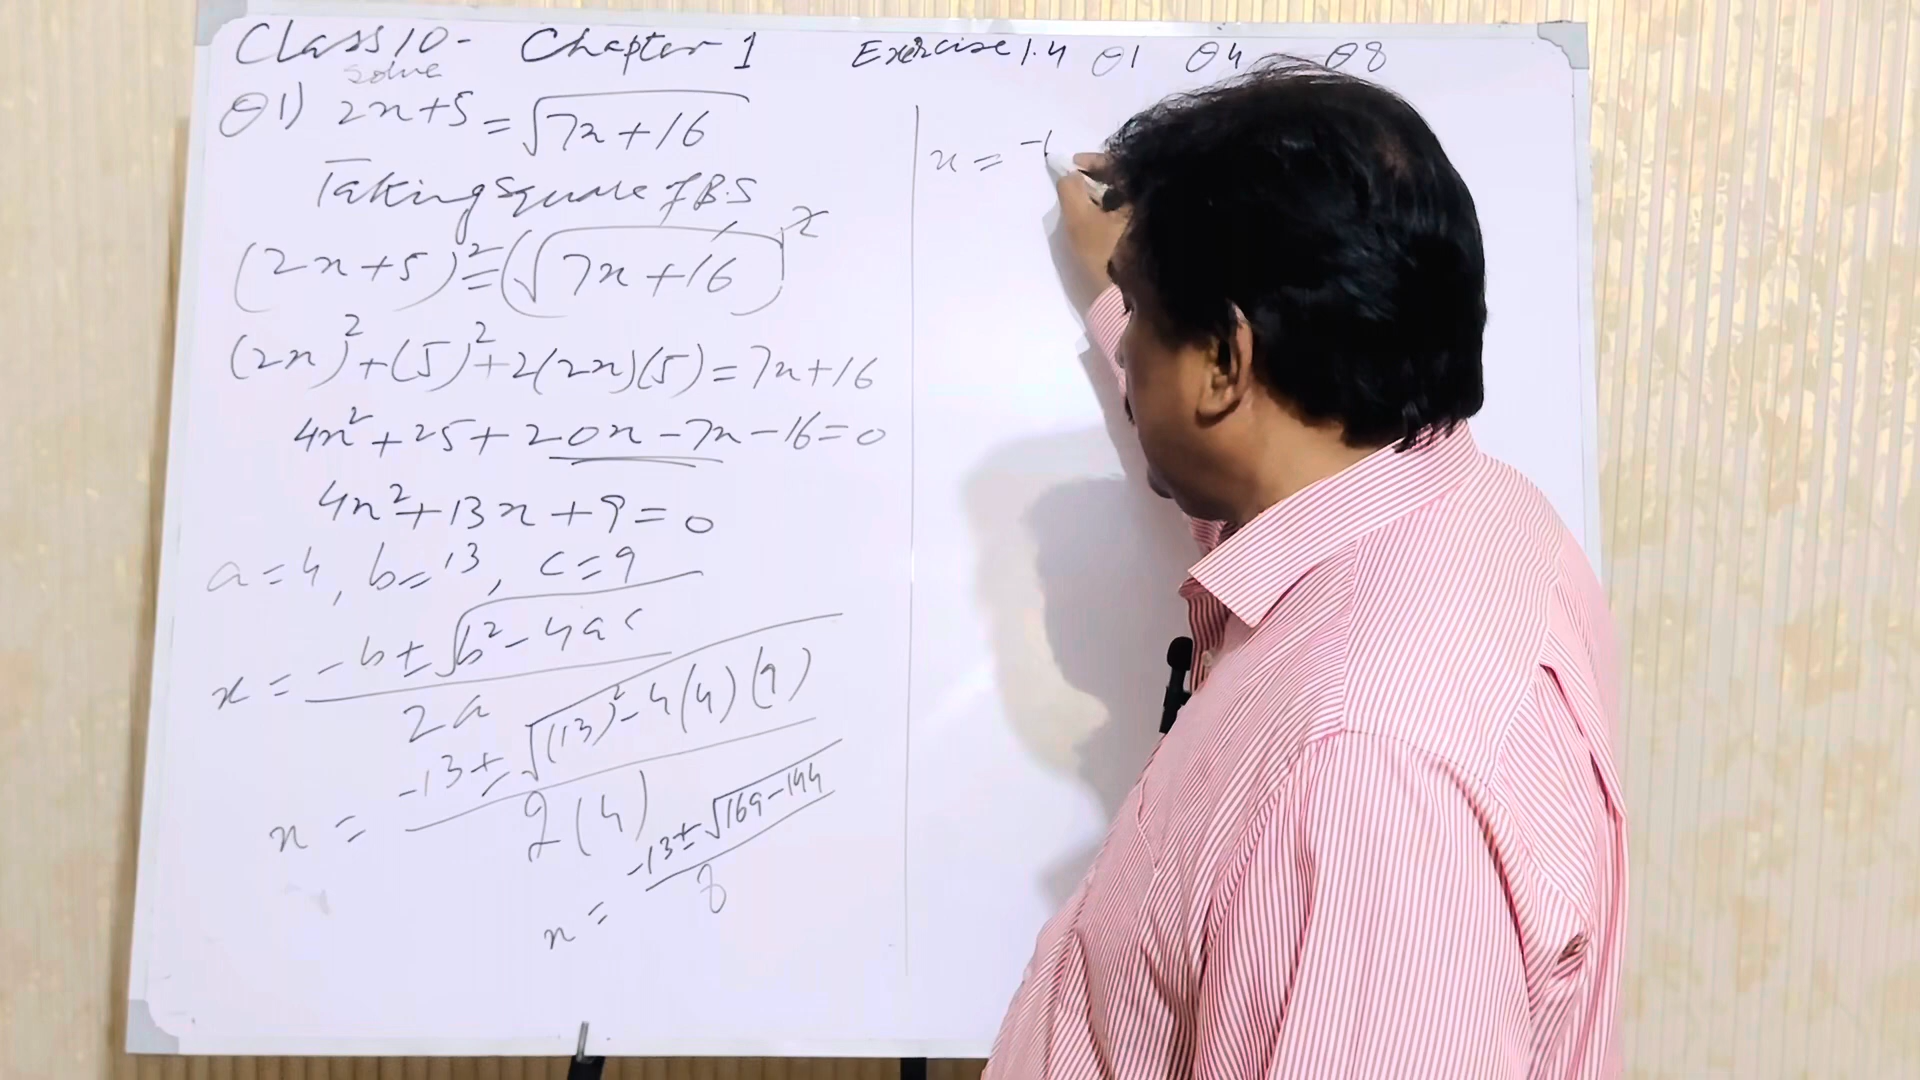 Class 10 - Chapter 1 Exercise 1.4 Q1 Q4 Q8
solve
Q1) 2x+5 = √(7x+16)
Taking square of B.S
(2x+5)² = (√(7x+16))²
(2x)²+(5)²+2(2x)(5) = 7x+16
4x²+25+20x-7x-16=0
4x²+13x+9=0
a=4, b=13, c=9
x = (-b±√(b²-4ac))/2a
x = (-13±√((13)²-4(4)(9)))/2(4)
x = (-13±√(169-144))/8
x = -1